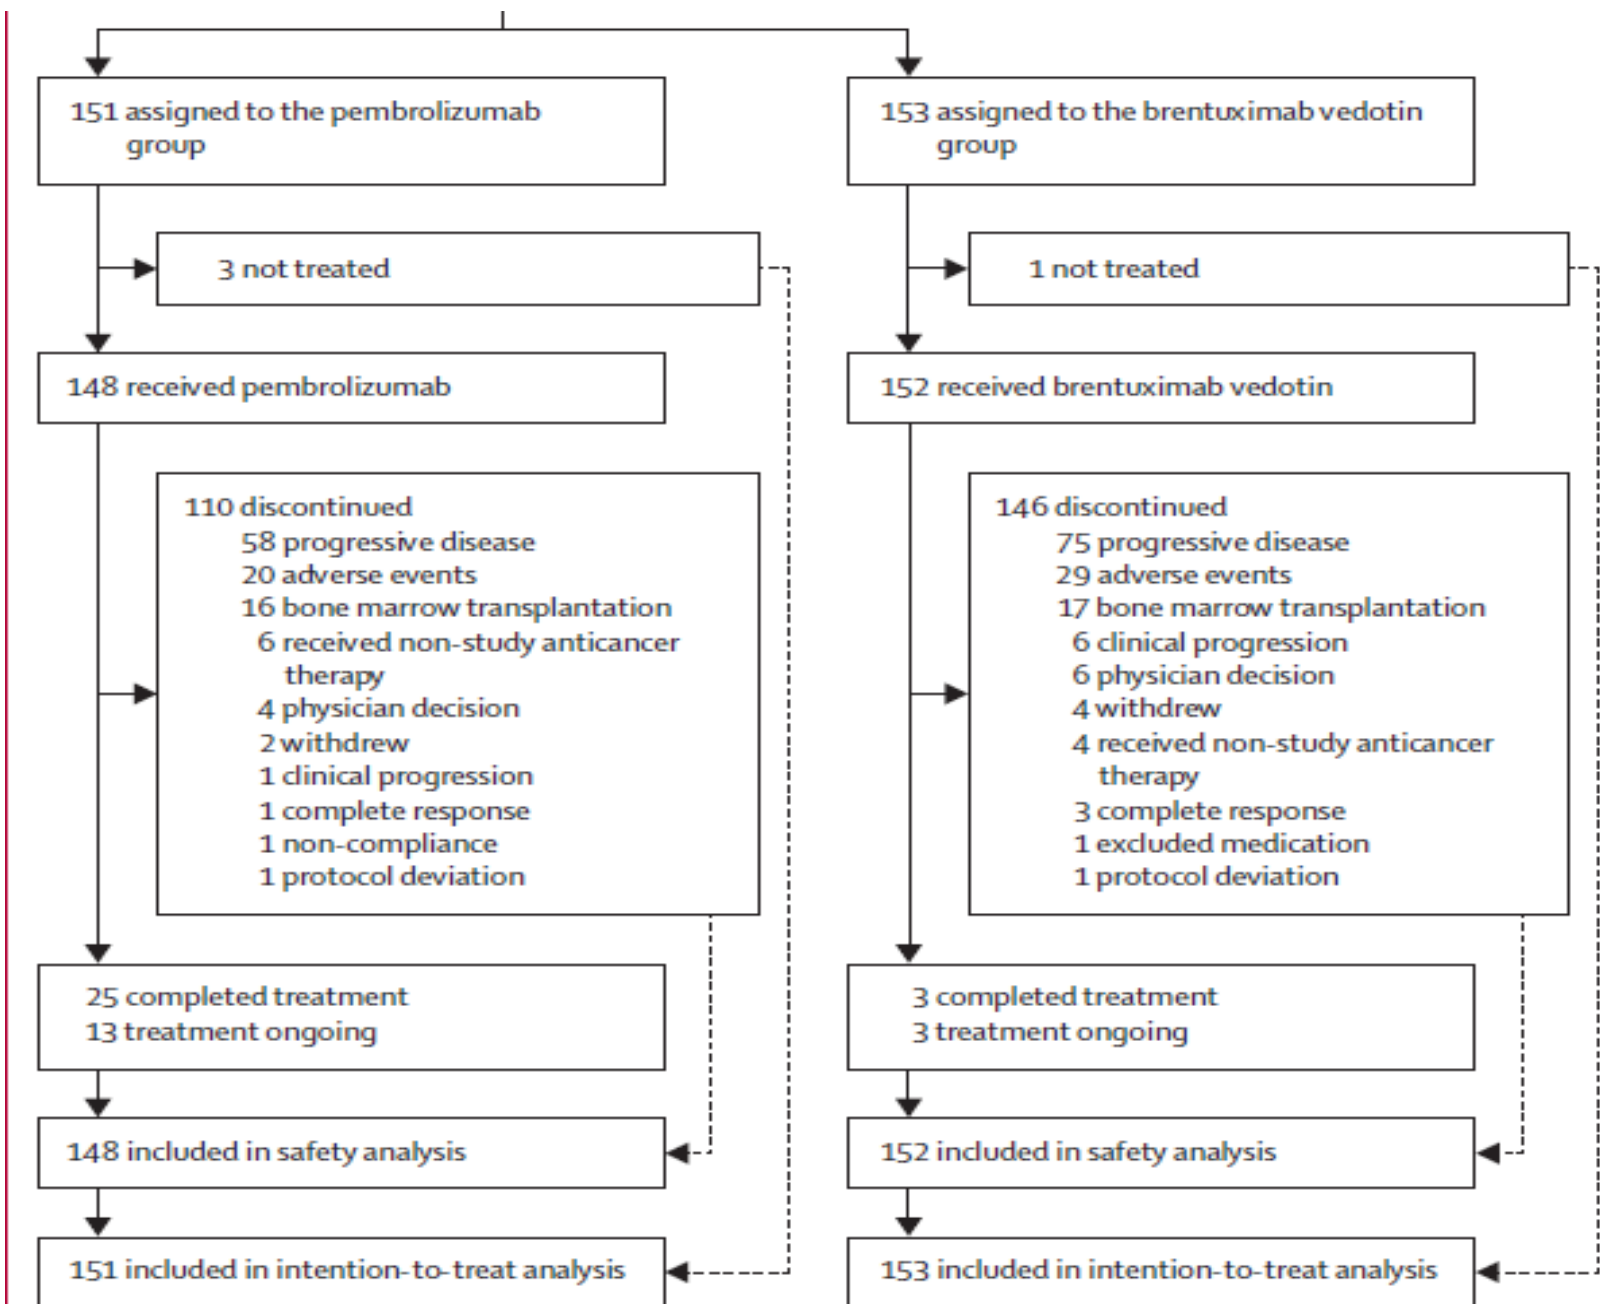 151 assigned to the pembrolizumab
group
3 not treated
148 received pembrolizumab
110 discontinued
58 progressive disease
20 adverse events
16 bone marrow transplantation
6 received non-study anticancer
therapy
4 physician decision
2 withdrew
1 clinical progression
1 complete response
1 non-compliance
1 protocol deviation
25 completed treatment
13 treatment ongoing
148 included in safety analysis
151 included in intention-to-treat analysis
153 assigned to the brentuximab vedotin
group
1 not treated
152 received brentuximab vedotin
146 discontinued
75 progressive disease
29 adverse events
17 bone marrow transplantation
6 clinical progression
6 physician decision
4 withdrew
4 received non-study anticancer
therapy
3 complete response
1 excluded medication
1 protocol deviation
3 completed treatment
3 treatment ongoing
152 included in safety analysis
153 included in intention-to-treat analysis